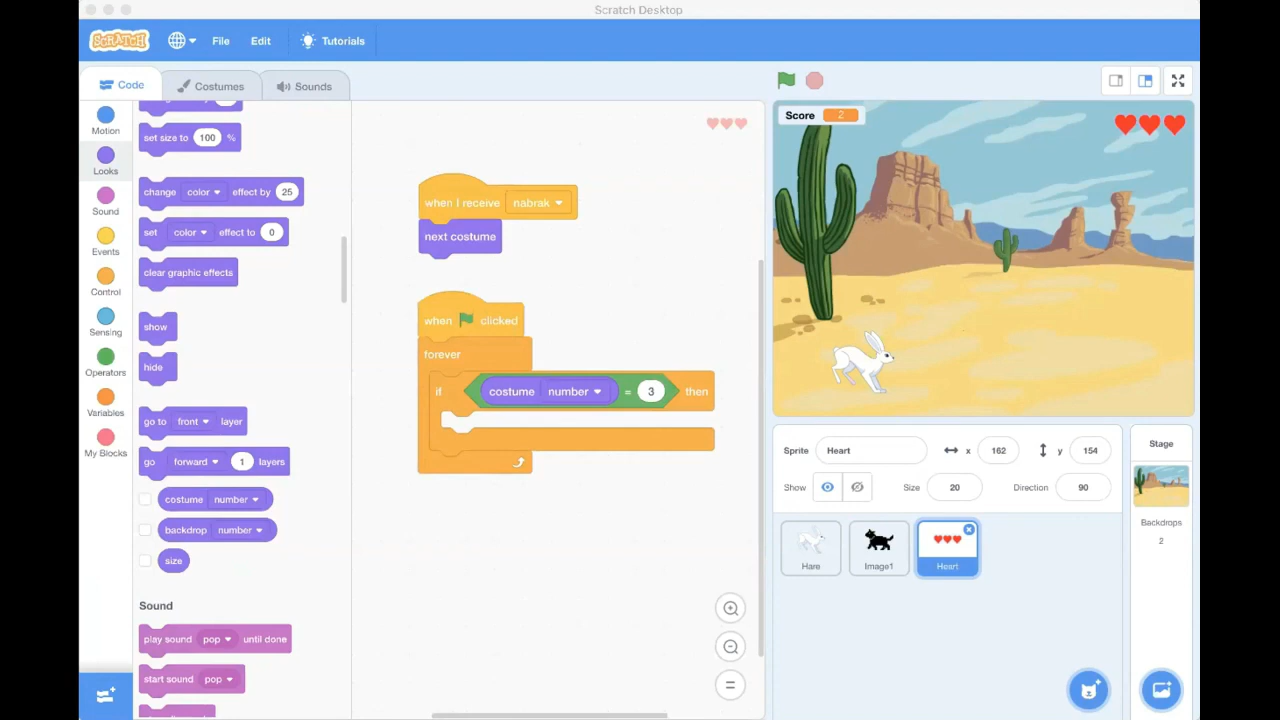 Scratch Desktop
SCRATCH File Edit Tutorials
Code Costumes Sounds
Motion
Looks
Sound
Events
Control
Sensing
Operators
Variables
My Blocks
set size to 100 %
change color effect by 25
set color effect to 0
clear graphic effects
show
hide
go to front layer
go forward 1 layers
costume number
backdrop number
size
Sound
play sound pop until done
start sound pop
when I receive nabrak
next costume
when clicked
forever
if costume number = 3 then
Score 2
Sprite Heart x 162 y 154
Show Size 20 Direction 90
Hare Image1 Heart
Stage
Backdrops
2